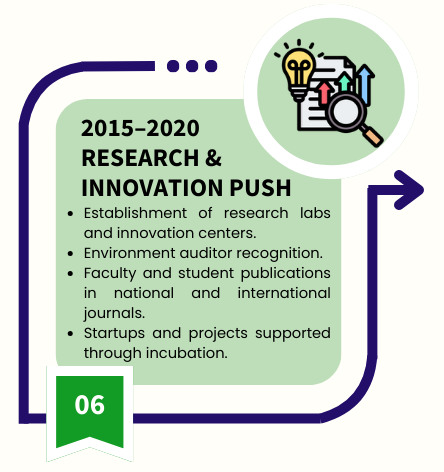 2015–2020
RESEARCH &
INNOVATION PUSH
• Establishment of research labs
and innovation centers.
• Environment auditor recognition.
• Faculty and student publications
in national and international
journals.
• Startups and projects supported
through incubation.
06